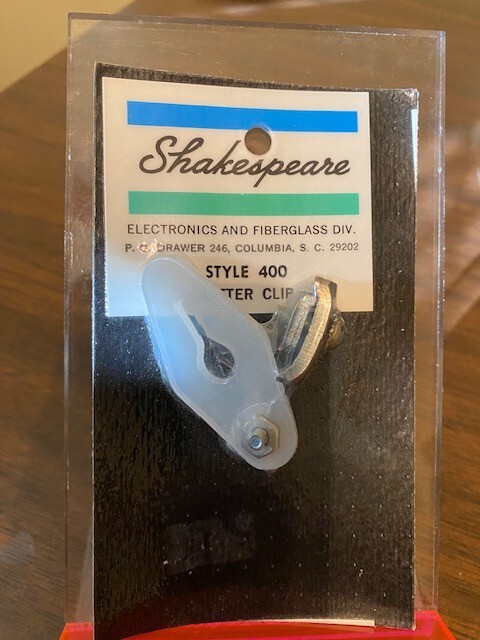 Shakespeare
ELECTRONICS AND FIBERGLASS DIV.
P. O. DRAWER 246, COLUMBIA, S. C. 29202
STYLE 400
CLIP